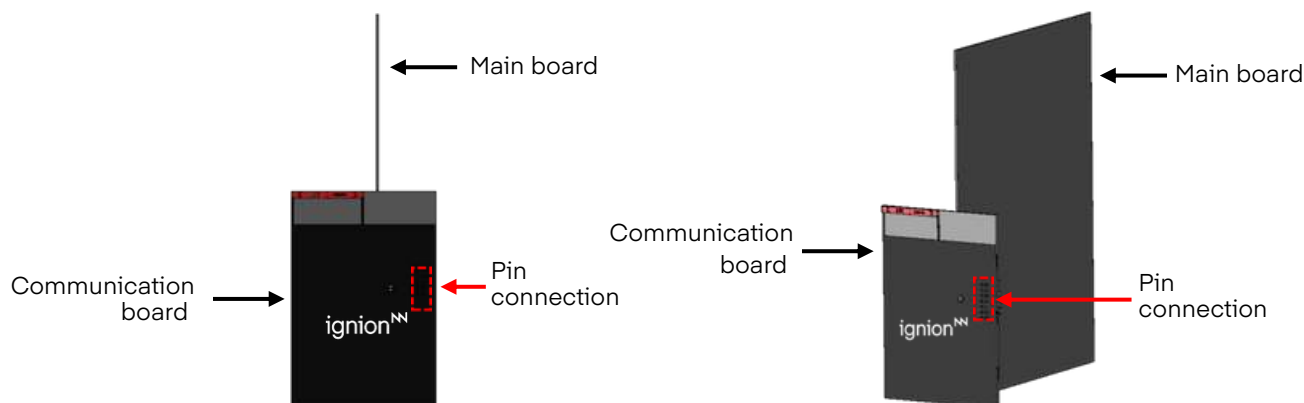 Main board
Communication
board
Pin
connection
ignion
Main board
Communication
board
Pin
connection
ignion